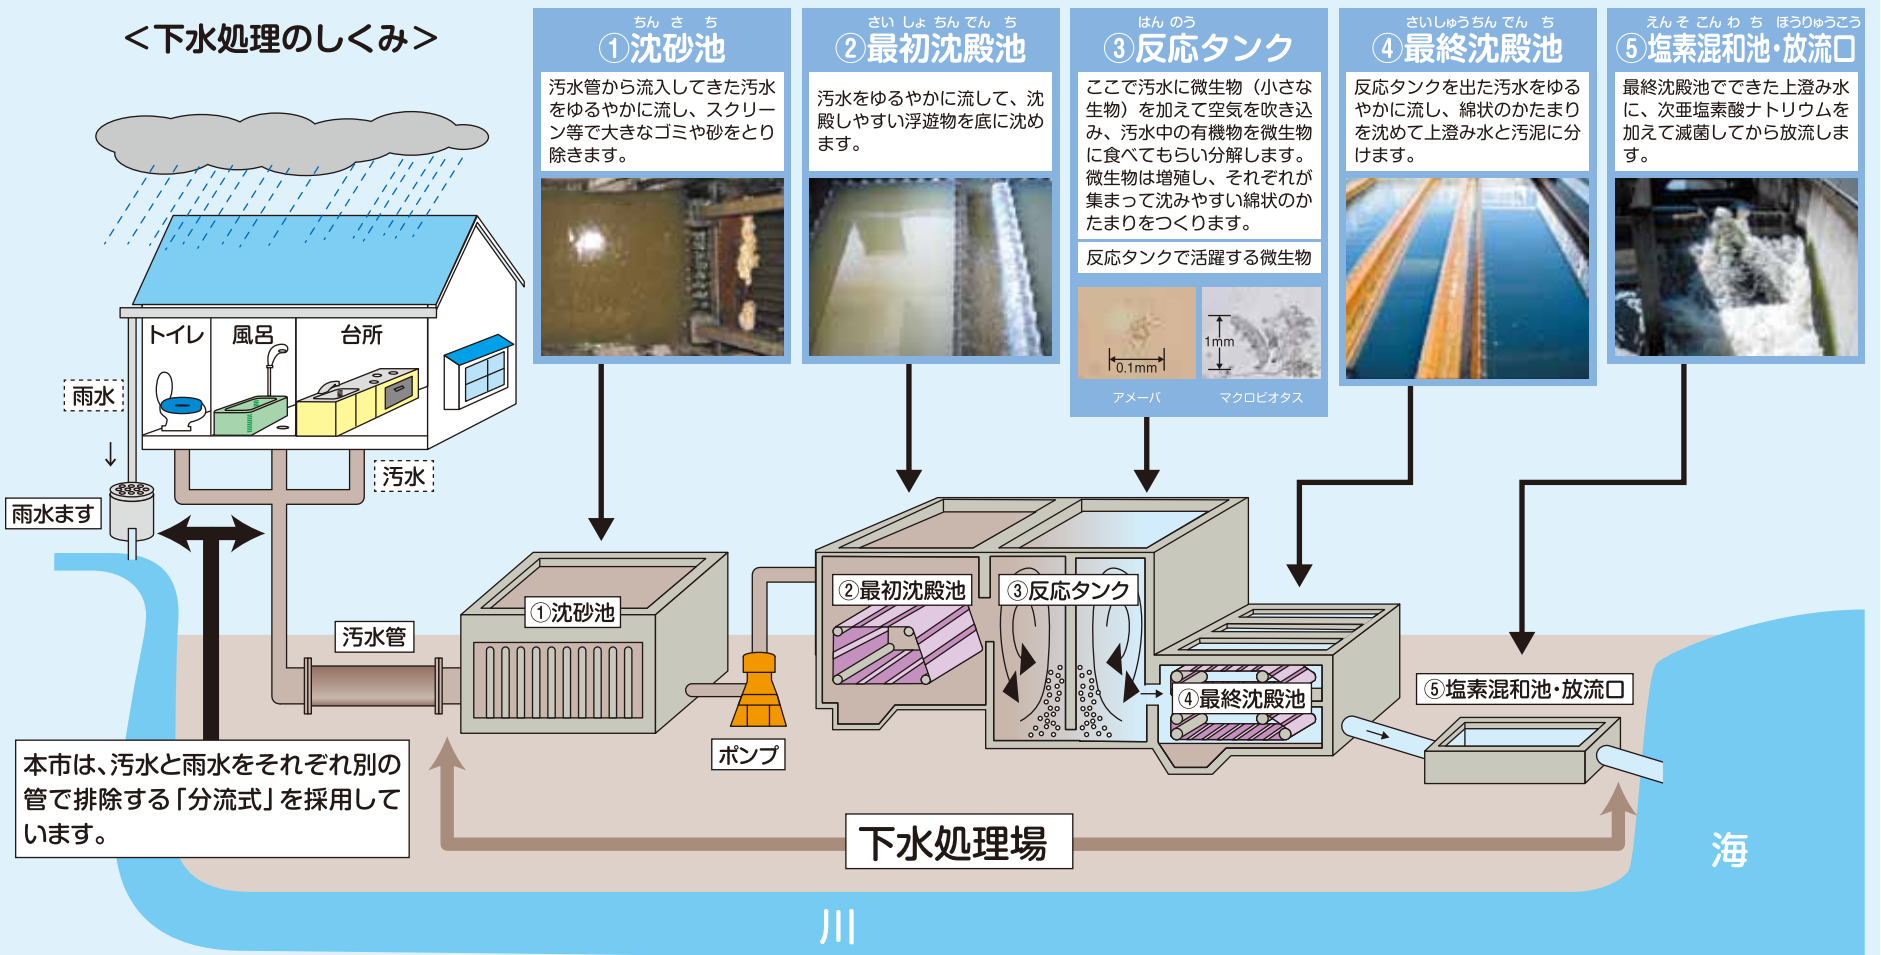 ＜下水処理のしくみ＞
ちん さ ち
①沈砂池
汚水管から流入してきた汚水
をゆるやかに流し、スクリー
ン等で大きなゴミや砂をとり
除きます。
さい しょ ちん でん ち
②最初沈殿池
汚水をゆるやかに流して、沈
殿しやすい浮遊物を底に沈め
ます。
はん のう
③反応タンク
ここで汚水に微生物（小さな
生物）を加えて空気を吹き込
み、汚水中の有機物を微生物
に食べてもらい分解します。
微生物は増殖し、それぞれが
集まって沈みやすい綿状のか
たまりをつくります。
反応タンクで活躍する微生物
0.1mm
1mm
アメーバ
マクロビオタス
さい しゅう ちん でん ち
④最終沈殿池
反応タンクを出た汚水をゆる
やかに流し、綿状のかたまり
を沈めて上澄み水と汚泥に分
けます。
えん そ こん わ ち ほうりゅうこう
⑤塩素混和池・放流口
最終沈殿池でできた上澄み水
に、次亜塩素酸ナトリウムを
加えて滅菌してから放流しま
す。
トイレ
風呂
台所
雨水
汚水
雨水ます
汚水管
①沈砂池
ポンプ
②最初沈殿池
③反応タンク
④最終沈殿池
⑤塩素混和池・放流口
本市は、汚水と雨水をそれぞれ別の
管で排除する「分流式」を採用して
います。
下水処理場
海
川